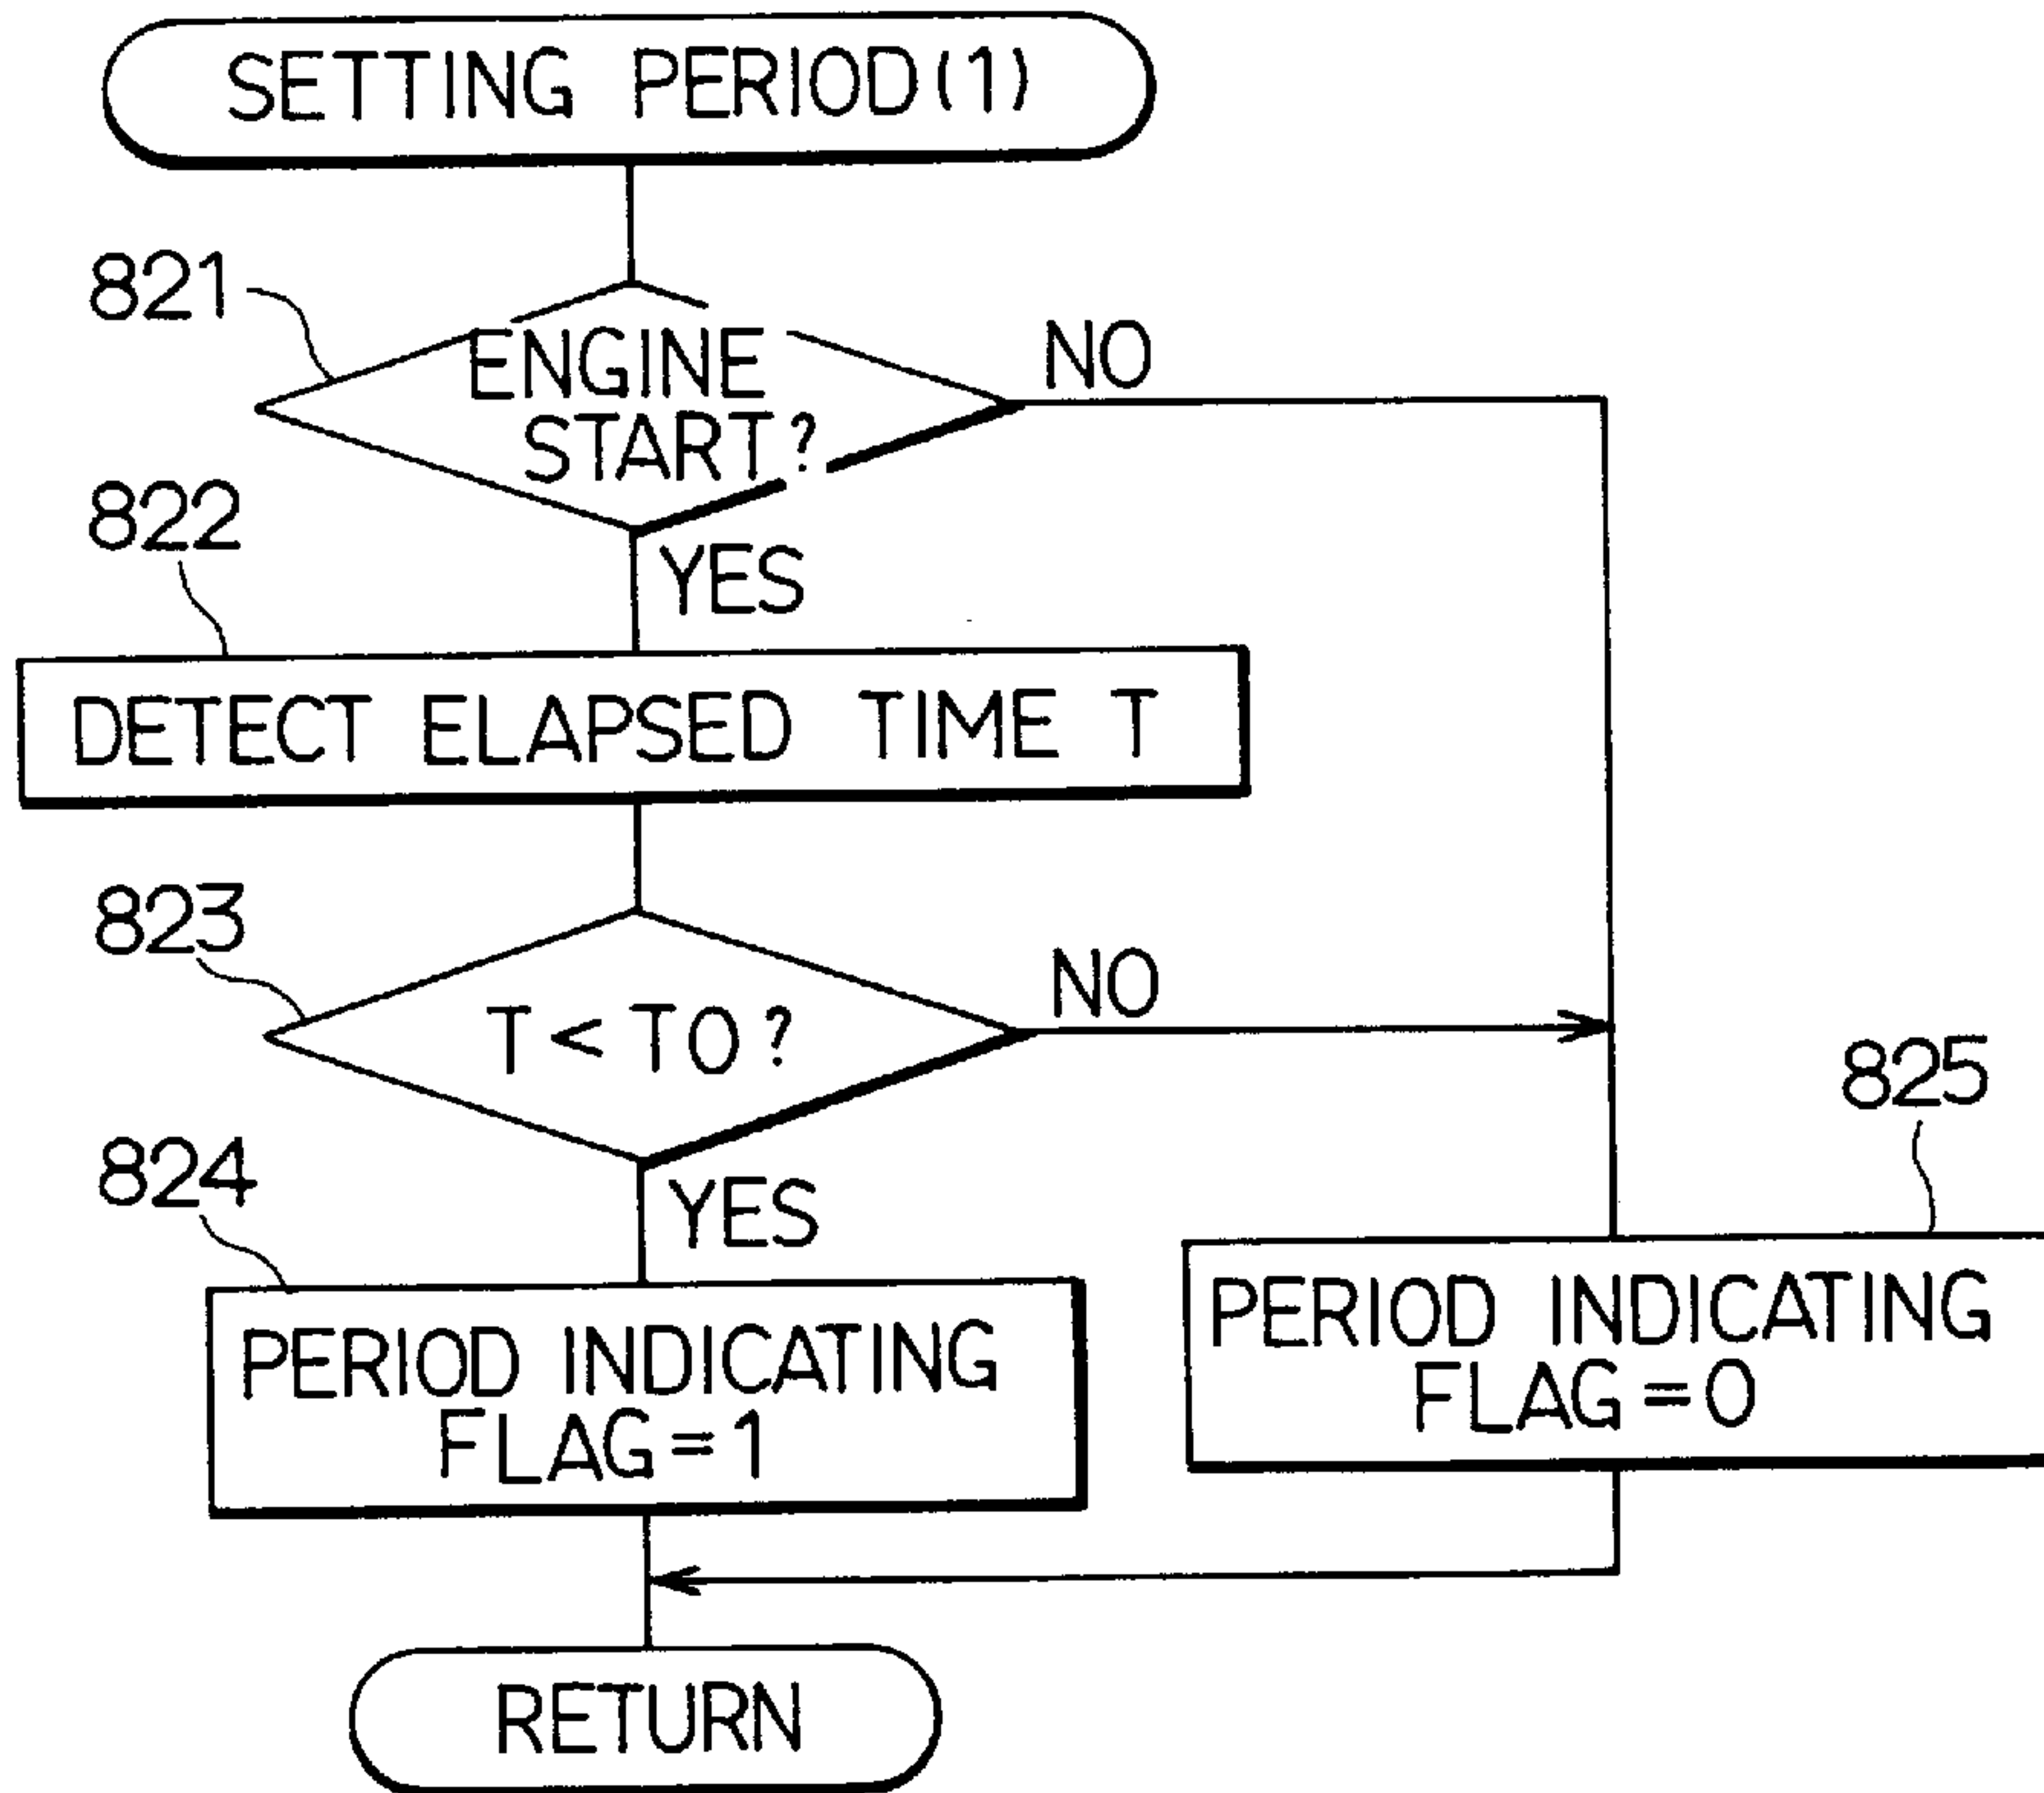 SETTING PERIOD(1)
821
ENGINE
START?
NO
822
YES
DETECT ELAPSED TIME T
823
T < TO?
NO
825
824
YES
PERIOD INDICATING
FLAG=1
PERIOD INDICATING
FLAG=0
RETURN